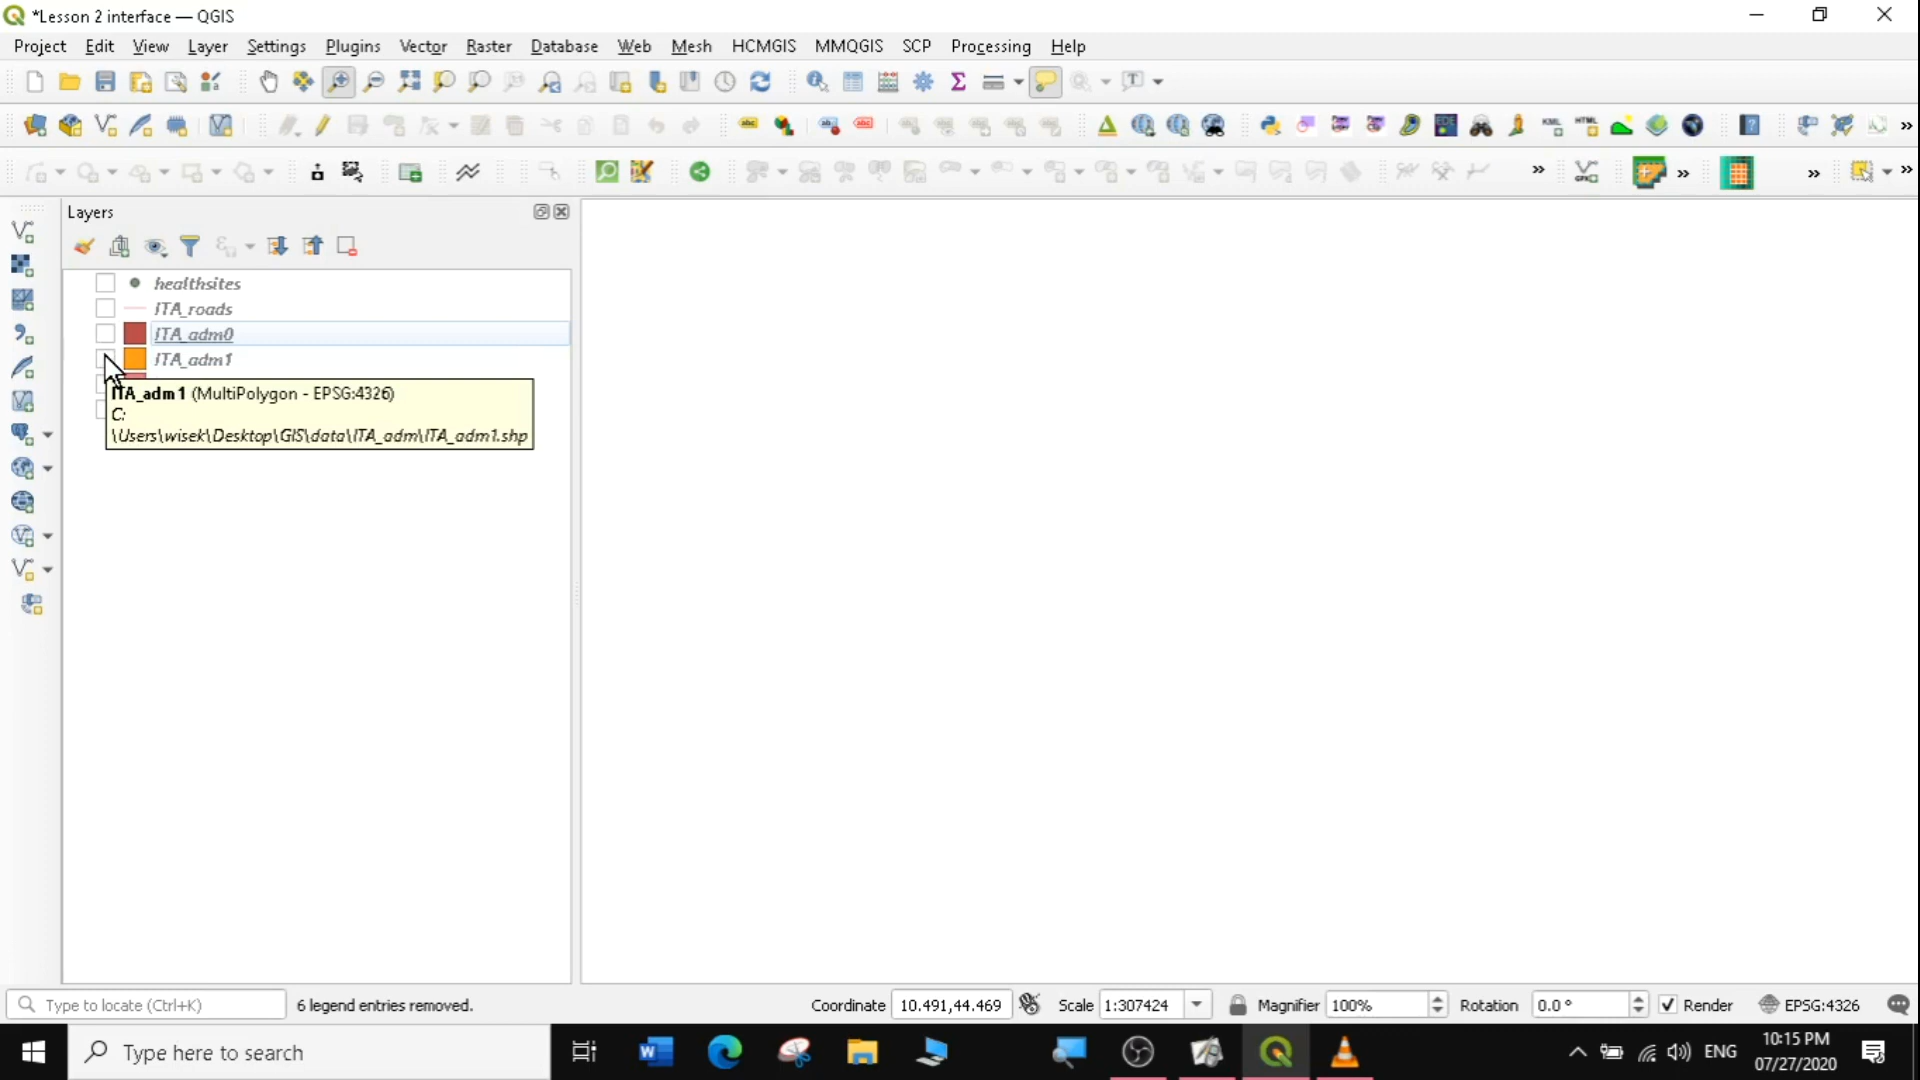 *Lesson 2 interface — QGIS
Project Edit View Layer Settings Plugins Vector Raster Database Web Mesh HCMGIS MMQGIS SCP Processing Help
Layers
healthsites
ITA_roads
ITA_adm0
ITA_adm1
ITA_adm1 (MultiPolygon - EPSG:4326)
C:
\Users\wisek\Desktop\GIS\data\ITA_adm\ITA_adm1.shp
Type to locate (Ctrl+K) 6 legend entries removed. Coordinate 10.491,44.469 Scale 1:307424 Magnifier 100% Rotation 0.0 ° Render EPSG:4326
Type here to search ENG 10:15 PM
07/27/2020